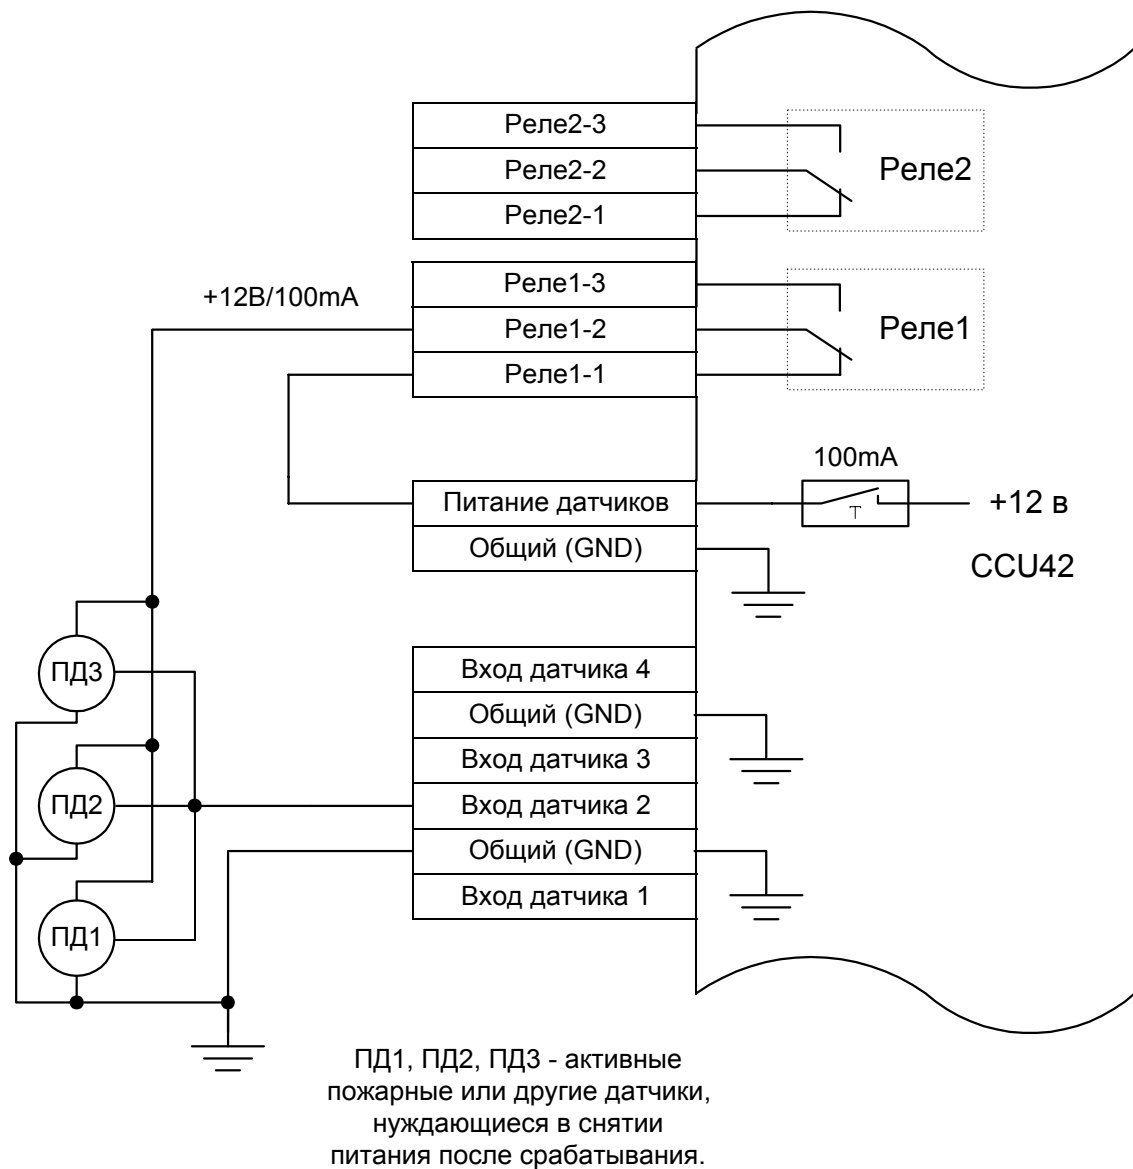 Реле2-3
Реле2-2
Реле2-1
Реле2
+12В/100mA
Реле1-3
Реле1-2
Реле1-1
Реле1
100mA
Питание датчиков
Т
+12 в
Общий (GND)
CCU42
ПД3
Вход датчика 4
Общий (GND)
Вход датчика 3
ПД2
Вход датчика 2
Общий (GND)
Вход датчика 1
ПД1
ПД1, ПД2, ПД3 - активные
пожарные или другие датчики,
нуждающиеся в снятии
питания после срабатывания.